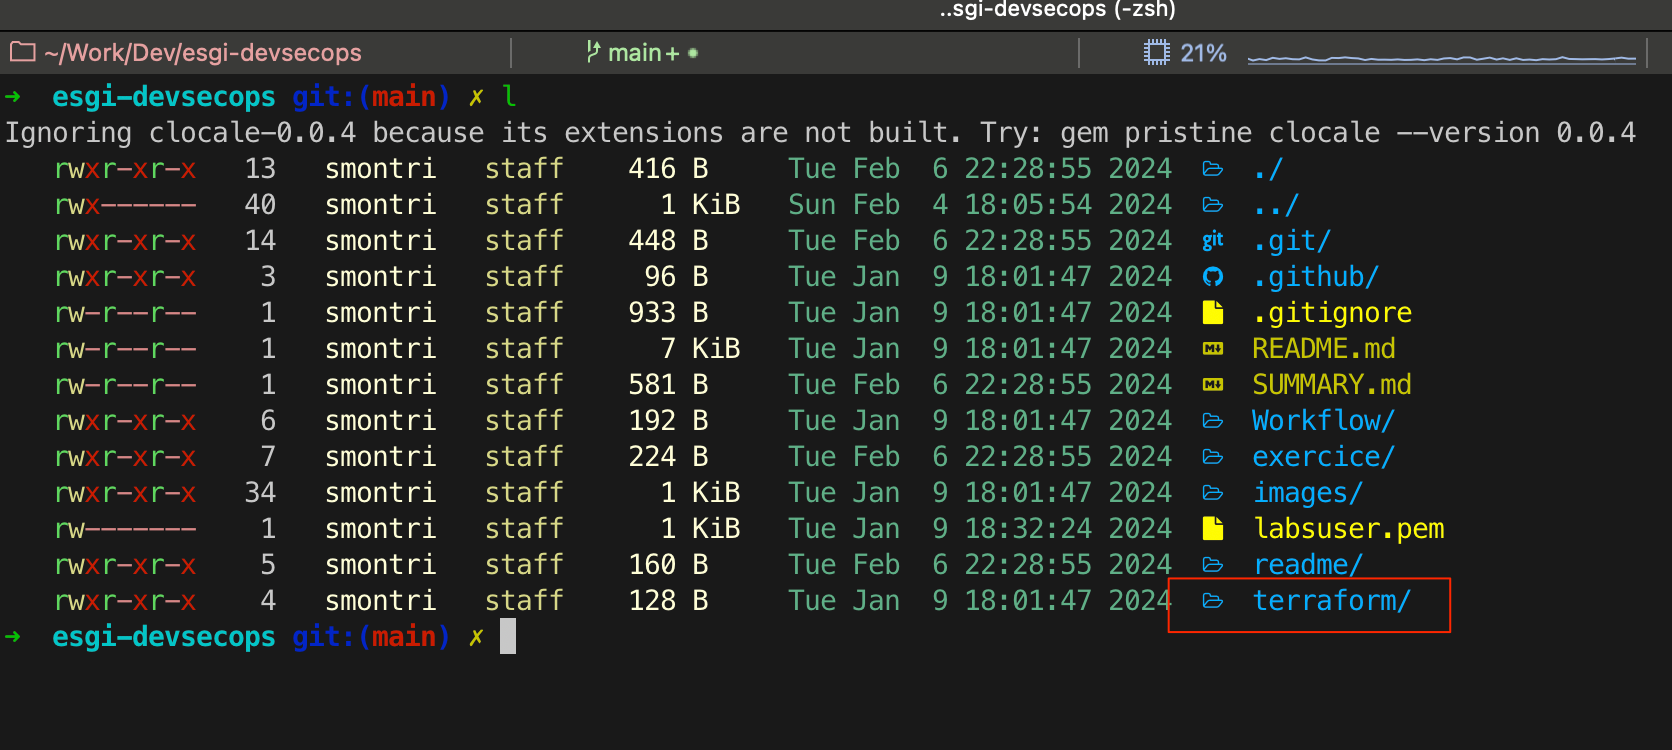 ..sgi-devsecops (-zsh)
~/Work/Dev/esgi-devsecops main+ ● 21%
➜ esgi-devsecops git:(main) ✗ l
Ignoring clocale-0.0.4 because its extensions are not built. Try: gem pristine clocale --version 0.0.4
rwxr-xr-x 13 smontri staff 416 B Tue Feb 6 22:28:55 2024 ./
rwx------ 40 smontri staff 1 KiB Sun Feb 4 18:05:54 2024 ../
rwxr-xr-x 14 smontri staff 448 B Tue Feb 6 22:28:55 2024 git .git/
rwxr-xr-x 3 smontri staff 96 B Tue Jan 9 18:01:47 2024 .github/
rw-r--r-- 1 smontri staff 933 B Tue Jan 9 18:01:47 2024 .gitignore
rw-r--r-- 1 smontri staff 7 KiB Tue Jan 9 18:01:47 2024 README.md
rw-r--r-- 1 smontri staff 581 B Tue Feb 6 22:28:55 2024 SUMMARY.md
rwxr-xr-x 6 smontri staff 192 B Tue Jan 9 18:01:47 2024 Workflow/
rwxr-xr-x 7 smontri staff 224 B Tue Feb 6 22:28:55 2024 exercice/
rwxr-xr-x 34 smontri staff 1 KiB Tue Jan 9 18:01:47 2024 images/
rw------- 1 smontri staff 1 KiB Tue Jan 9 18:32:24 2024 labsuser.pem
rwxr-xr-x 5 smontri staff 160 B Tue Feb 6 22:28:55 2024 readme/
rwxr-xr-x 4 smontri staff 128 B Tue Jan 9 18:01:47 2024 terraform/
➜ esgi-devsecops git:(main) ✗